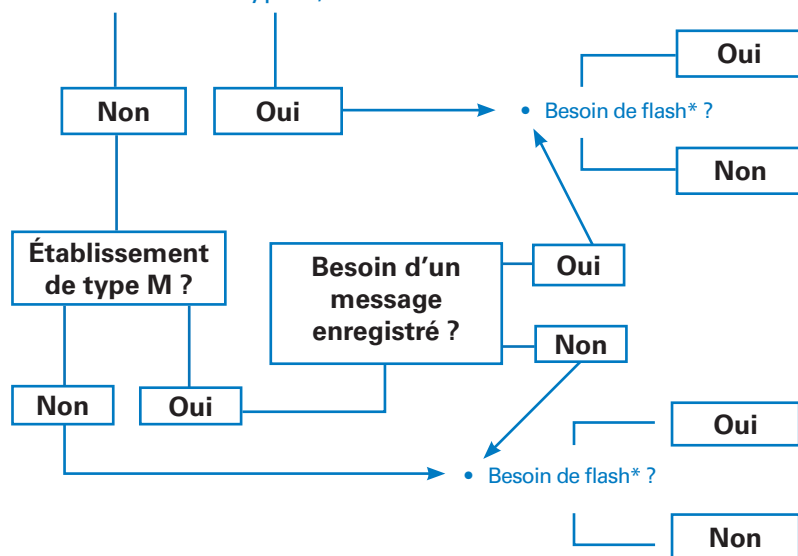 Oui
Non
Oui
• Besoin de flash* ?
Non
Établissement
de type M ?
Besoin d'un
message
enregistré ?
Oui
Non
Non
Oui
Oui
• Besoin de flash* ?
Non